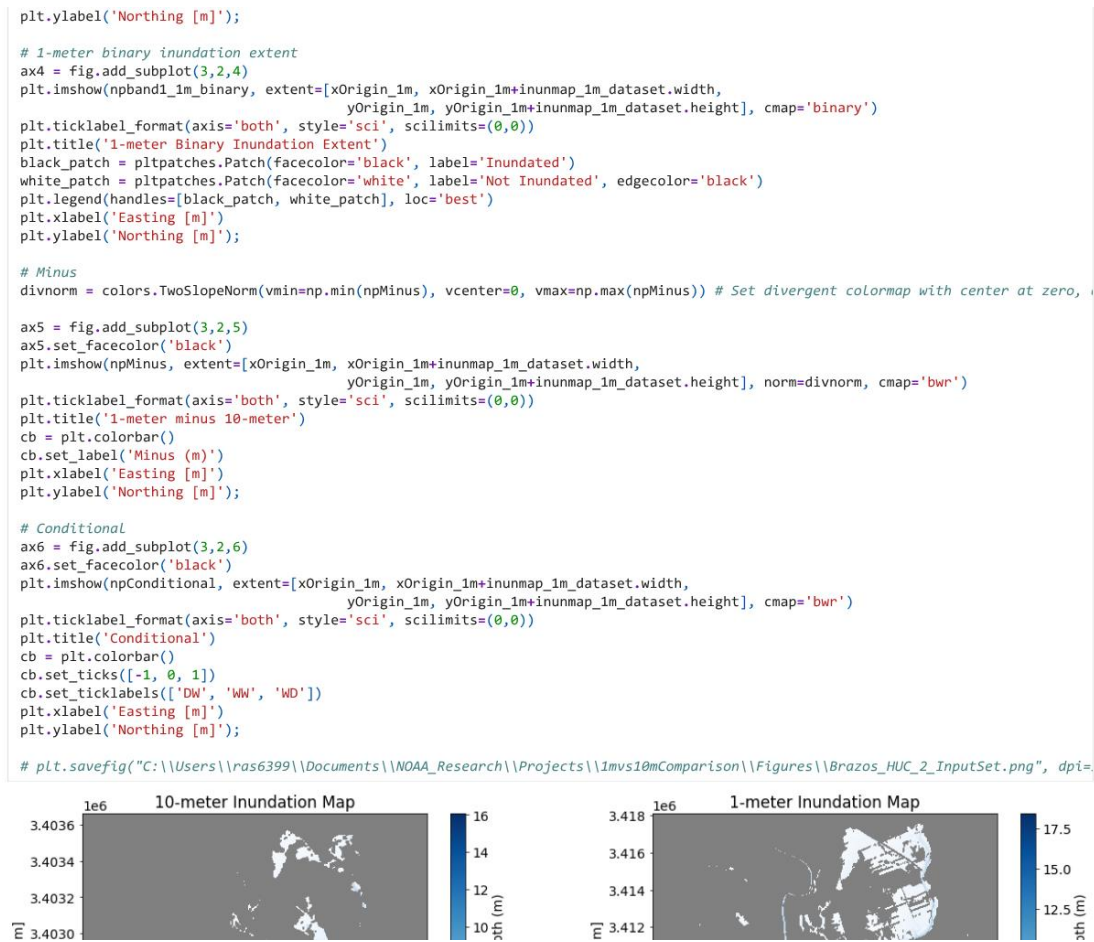 plt.ylabel('Northing [m]');
# 1-meter binary inundation extent
ax4 = fig.add_subplot(3,2,4)
plt.imshow(npband1_1m_binary, extent=[xOrigin_1m, xOrigin_1m+inunmap_1m_dataset.width,
yOrigin_1m, yOrigin_1m+inunmap_1m_dataset.height], cmap='binary')
plt.ticklabel_format(axis='both', style='sci', scilimits=(0,0))
plt.title('1-meter Binary Inundation Extent')
black_patch = pltpatches.Patch(facecolor='black', label='Inundated')
white_patch = pltpatches.Patch(facecolor='white', label='Not Inundated', edgecolor='black')
plt.legend(handles=[black_patch, white_patch], loc='best')
plt.xlabel('Easting [m]')
plt.ylabel('Northing [m]');
# Minus
divnorm = colors.TwoSlopeNorm(vmin=np.min(npMinus), vcenter=0, vmax=np.max(npMinus)) # Set divergent colormap with center at zero,
ax5 = fig.add_subplot(3,2,5)
ax5.set_facecolor('black')
plt.imshow(npMinus, extent=[xOrigin_1m, xOrigin_1m+inunmap_1m_dataset.width,
yOrigin_1m, yOrigin_1m+inunmap_1m_dataset.height], norm=divnorm, cmap='bwr')
plt.ticklabel_format(axis='both', style='sci', scilimits=(0,0))
plt.title('1-meter minus 10-meter')
cb = plt.colorbar()
cb.set_label('Minus (m)')
plt.xlabel('Easting [m]')
plt.ylabel('Northing [m]');
# Conditional
ax6 = fig.add_subplot(3,2,6)
ax6.set_facecolor('black')
plt.imshow(npConditional, extent=[xOrigin_1m, xOrigin_1m+inunmap_1m_dataset.width,
yOrigin_1m, yOrigin_1m+inunmap_1m_dataset.height], cmap='bwr')
plt.ticklabel_format(axis='both', style='sci', scilimits=(0,0))
plt.title('Conditional')
cb = plt.colorbar()
cb.set_ticks([-1, 0, 1])
cb.set_ticklabels(['DW', 'WW', 'WD'])
plt.xlabel('Easting [m]')
plt.ylabel('Northing [m]');
# plt.savefig("C:\\Users\\ras6399\\Documents\\NOAA_Research\\Projects\\1mvs10mComparison\\Figures\\Brazos_HUC_2_InputSet.png", dpi=
1e6 10-meter Inundation Map
3.4036
3.4034
3.4032
3.4030
m]
16
14
12
10
oth (m)
1e6 1-meter Inundation Map
3.418
3.416
3.414
3.412
m]
17.5
15.0
12.5
oth (m)